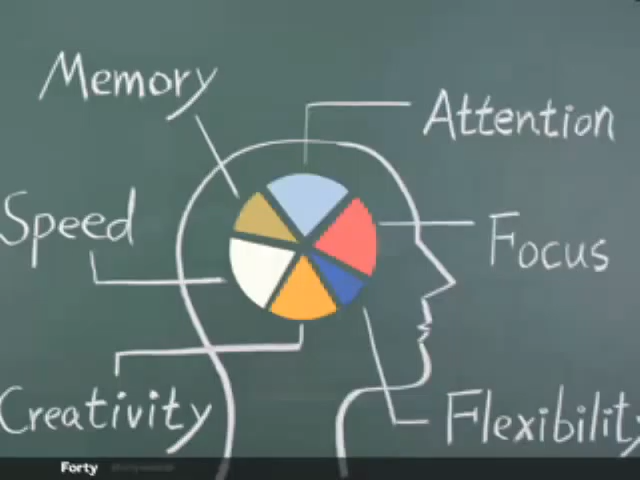 Memory
Attention
Speed
Focus
Creativity
Flexibility
Forty